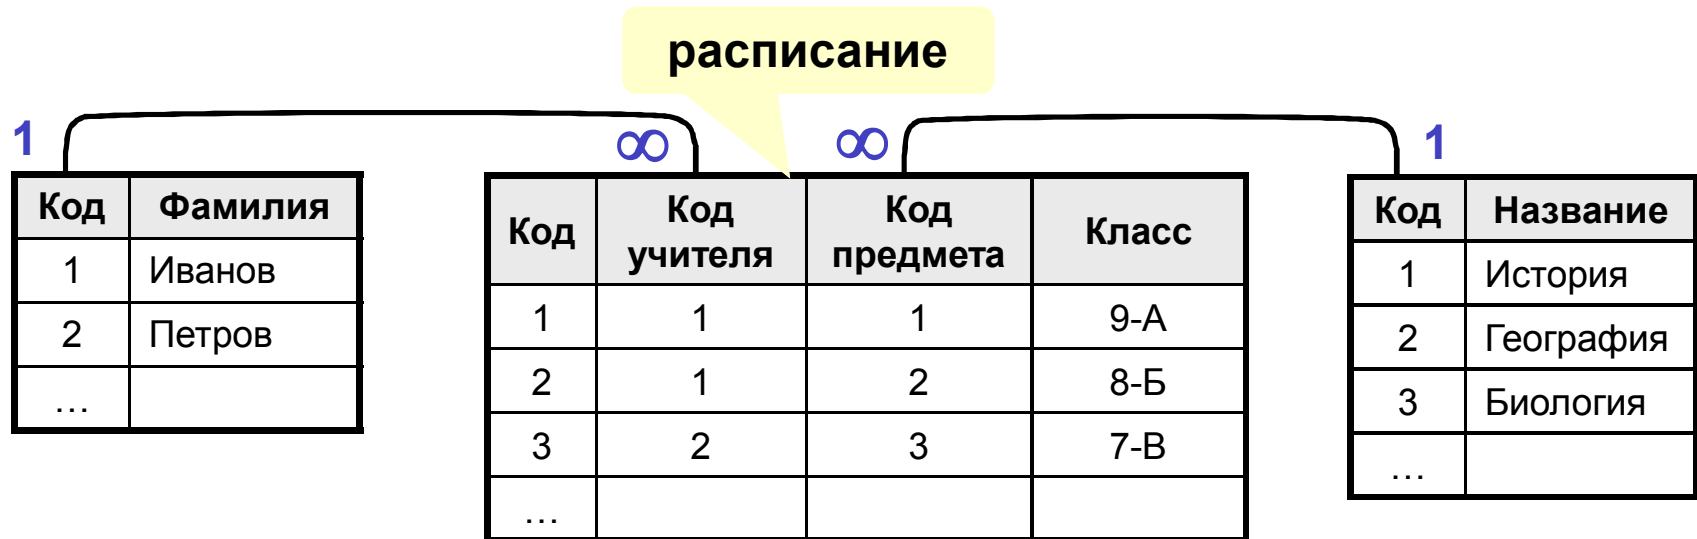 расписание
1 ∞ ∞ 1
Код Фамилия
1 Иванов
2 Петров
…
Код Код учителя Код предмета Класс
1 1 1 9-А
2 1 2 8-Б
3 2 3 7-В
…
Код Название
1 История
2 География
3 Биология
…